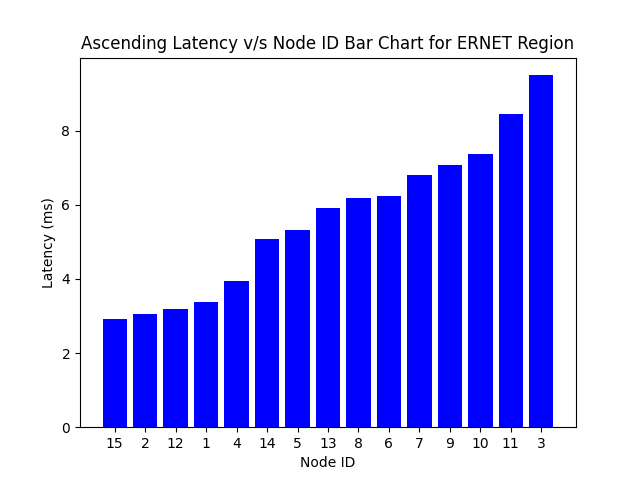 Ascending Latency v/s Node ID Bar Chart for ERNET Region
Latency (ms)
8
6
4
2
0
15 2 12 1 4 14 5 13 8 6 7 9 10 11 3
Node ID